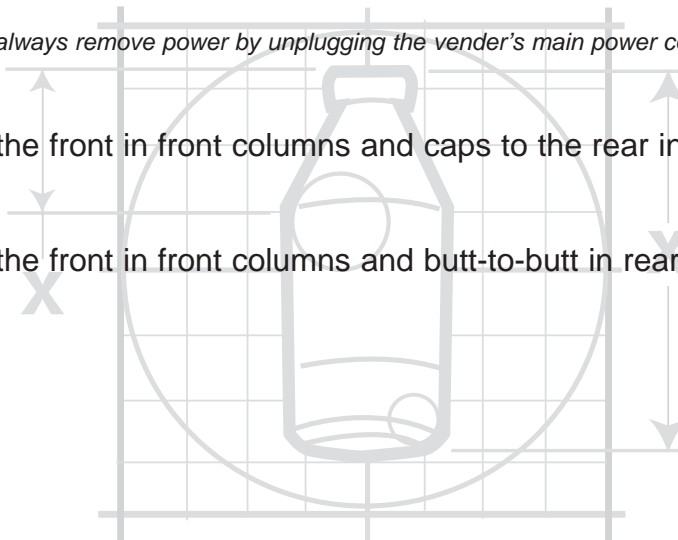 always remove power by unplugging the vender's main power
the front in front columns and caps to the rear in
the front in front columns and butt-to-butt in rear
X